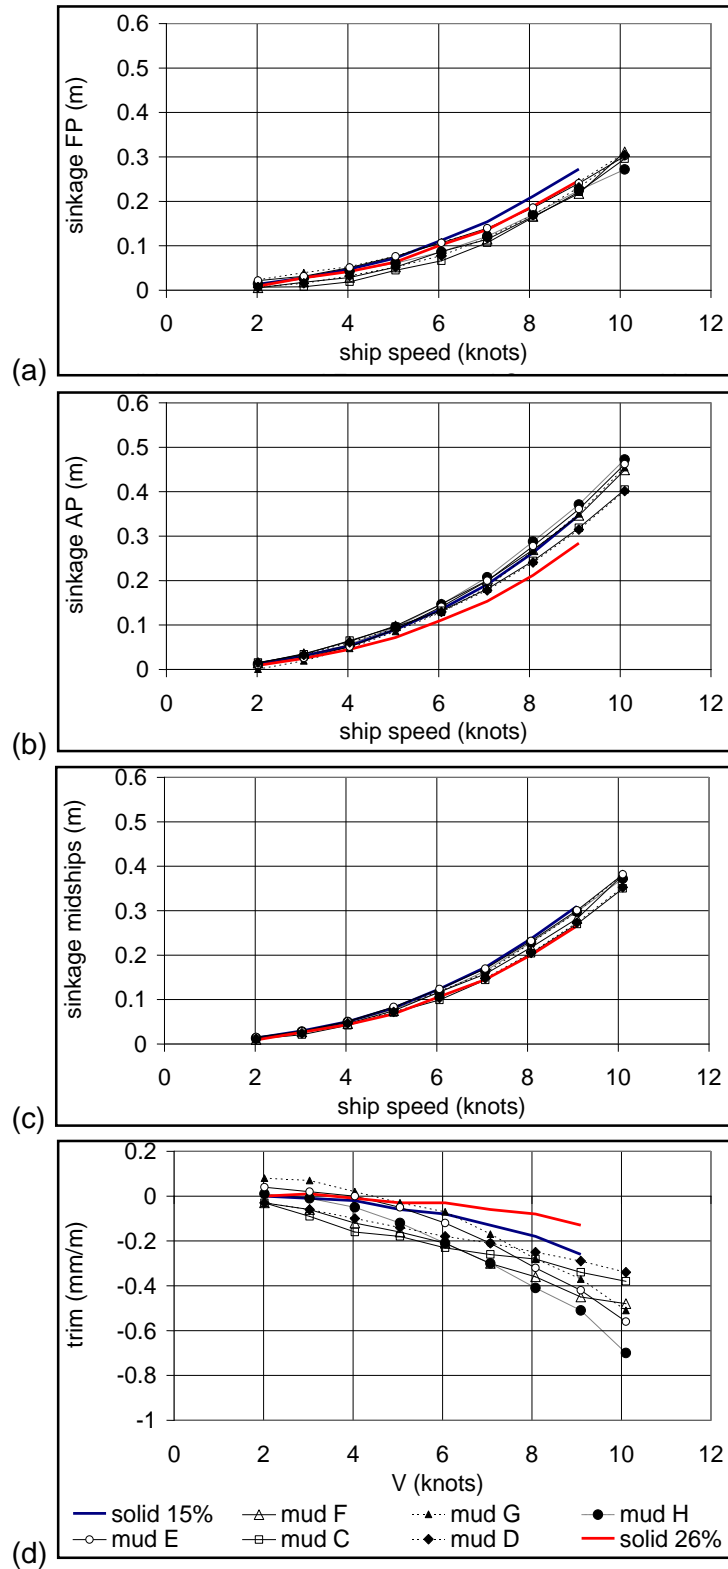 0.6
0.5
0.4
0.3
0.2
0.1
0
sinkage FP (m)
0 2 4 6 8 10 12
ship speed (knots)
(a)
0.6
0.5
0.4
0.3
0.2
0.1
0
sinkage AP (m)
0 2 4 6 8 10 12
ship speed (knots)
(b)
0.6
0.5
0.4
0.3
0.2
0.1
0
sinkage midships (m)
0 2 4 6 8 10 12
ship speed (knots)
(c)
0.2
0
-0.2
-0.4
-0.6
-0.8
-1
trim (mm/m)
0 2 4 6 8 10 12
V (knots)
solid 15% mud F mud G mud H
mud E mud C mud D solid 26%
(d)